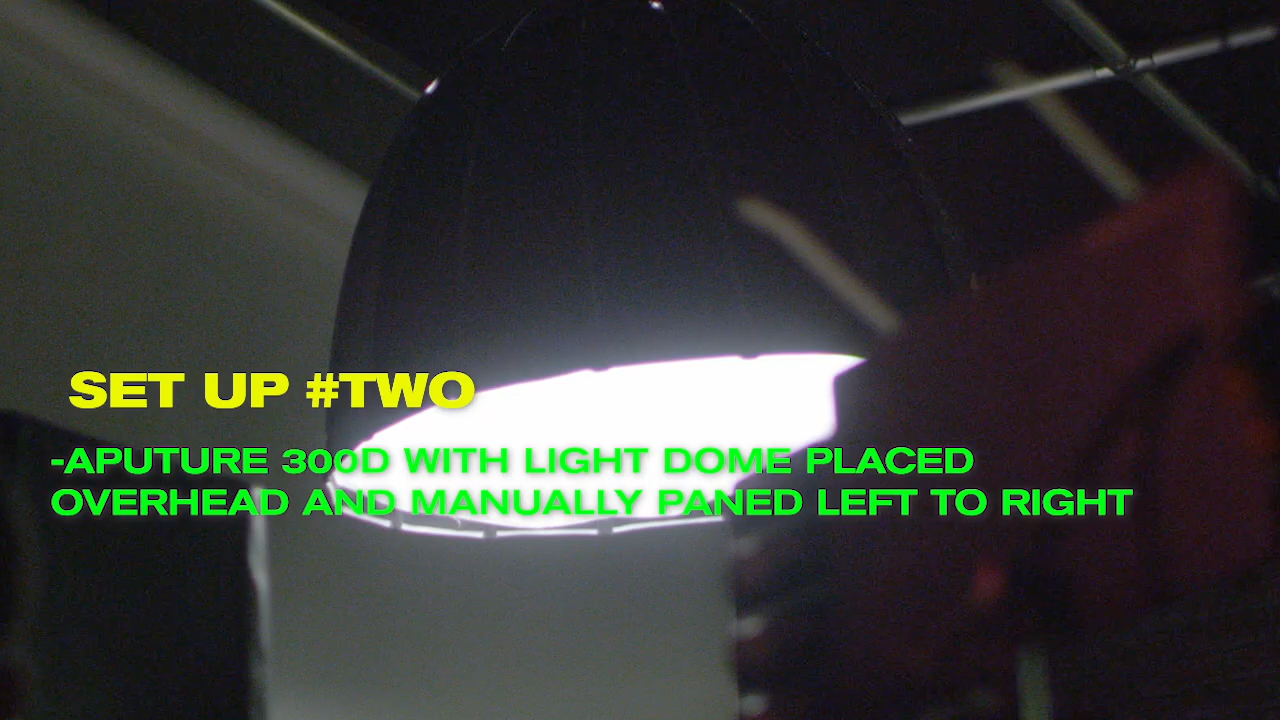 SET UP #TWO
-APUTURE 300D WITH LIGHT DOME PLACED
OVERHEAD AND MANUALLY PANED LEFT TO RIGHT